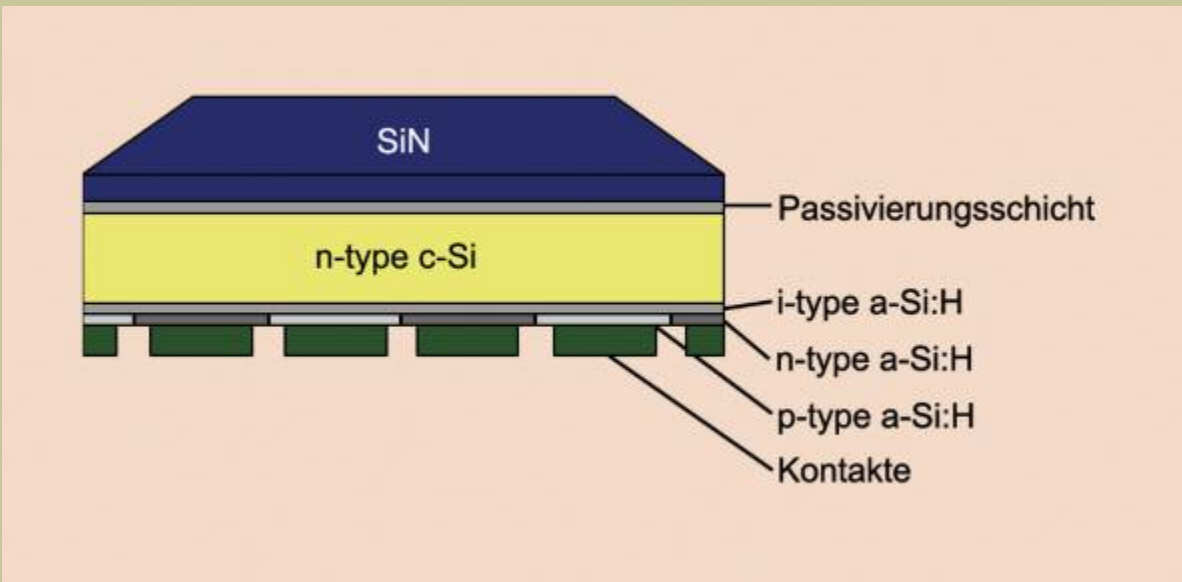 SiN
Passivierungsschicht
n-type c-Si
i-type a-Si:H
n-type a-Si:H
p-type a-Si:H
Kontakte